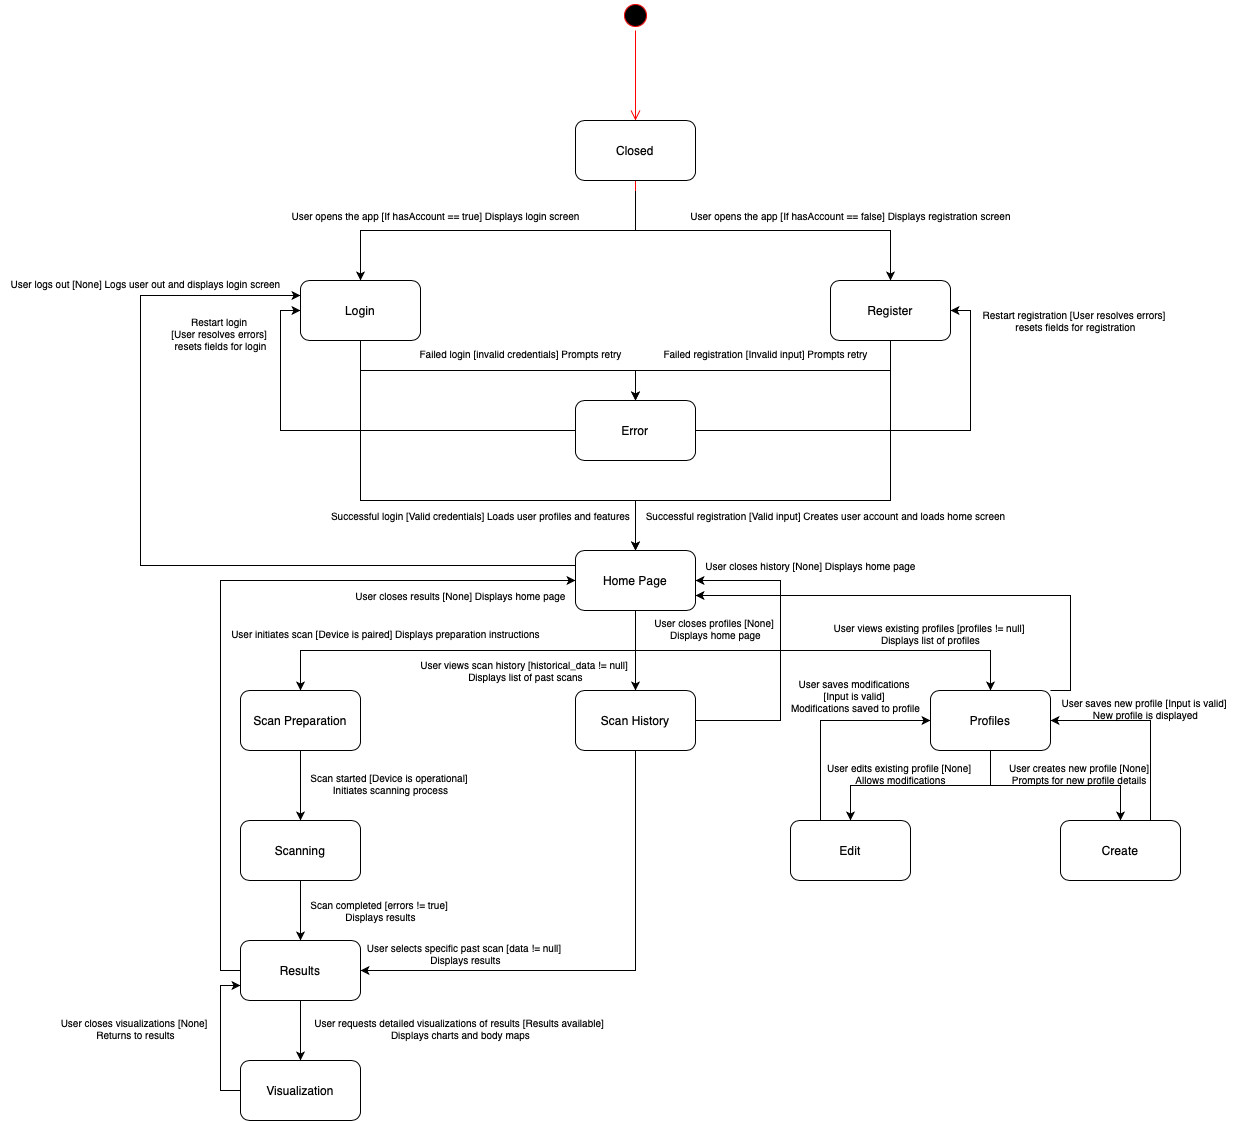 Closed
User opens the app [If hasAccount == true] Displays login screen
User opens the app [If hasAccount == false] Displays registration screen
User logs out [None] Logs user out and displays login screen
Login
Register
Restart login
[User resolves errors]
resets fields for login
Restart registration [User resolves errors]
resets fields for registration
Failed login [invalid credentials] Prompts retry
Failed registration [Invalid input] Prompts retry
Error
Successful login [Valid credentials] Loads user profiles and features
Successful registration [Valid input] Creates user account and loads home screen
Home Page
User closes history [None] Displays home page
User closes results [None] Displays home page
User closes profiles [None]
Displays home page
User initiates scan [Device is paired] Displays preparation instructions
User views existing profiles [profiles != null]
Displays list of profiles
User views scan history [historical_data != null]
Displays list of past scans
User saves modifications
[Input is valid]
Modifications saved to profile
User saves new profile [Input is valid]
New profile is displayed
Scan Preparation
Scan History
Profiles
Scan started [Device is operational]
Initiates scanning process
User edits existing profile [None]
Allows modifications
User creates new profile [None]
Prompts for new profile details
Scanning
Edit
Create
Scan completed [errors != true]
Displays results
User selects specific past scan [data != null]
Displays results
Results
User closes visualizations [None]
Returns to results
User requests detailed visualizations of results [Results available]
Displays charts and body maps
Visualization